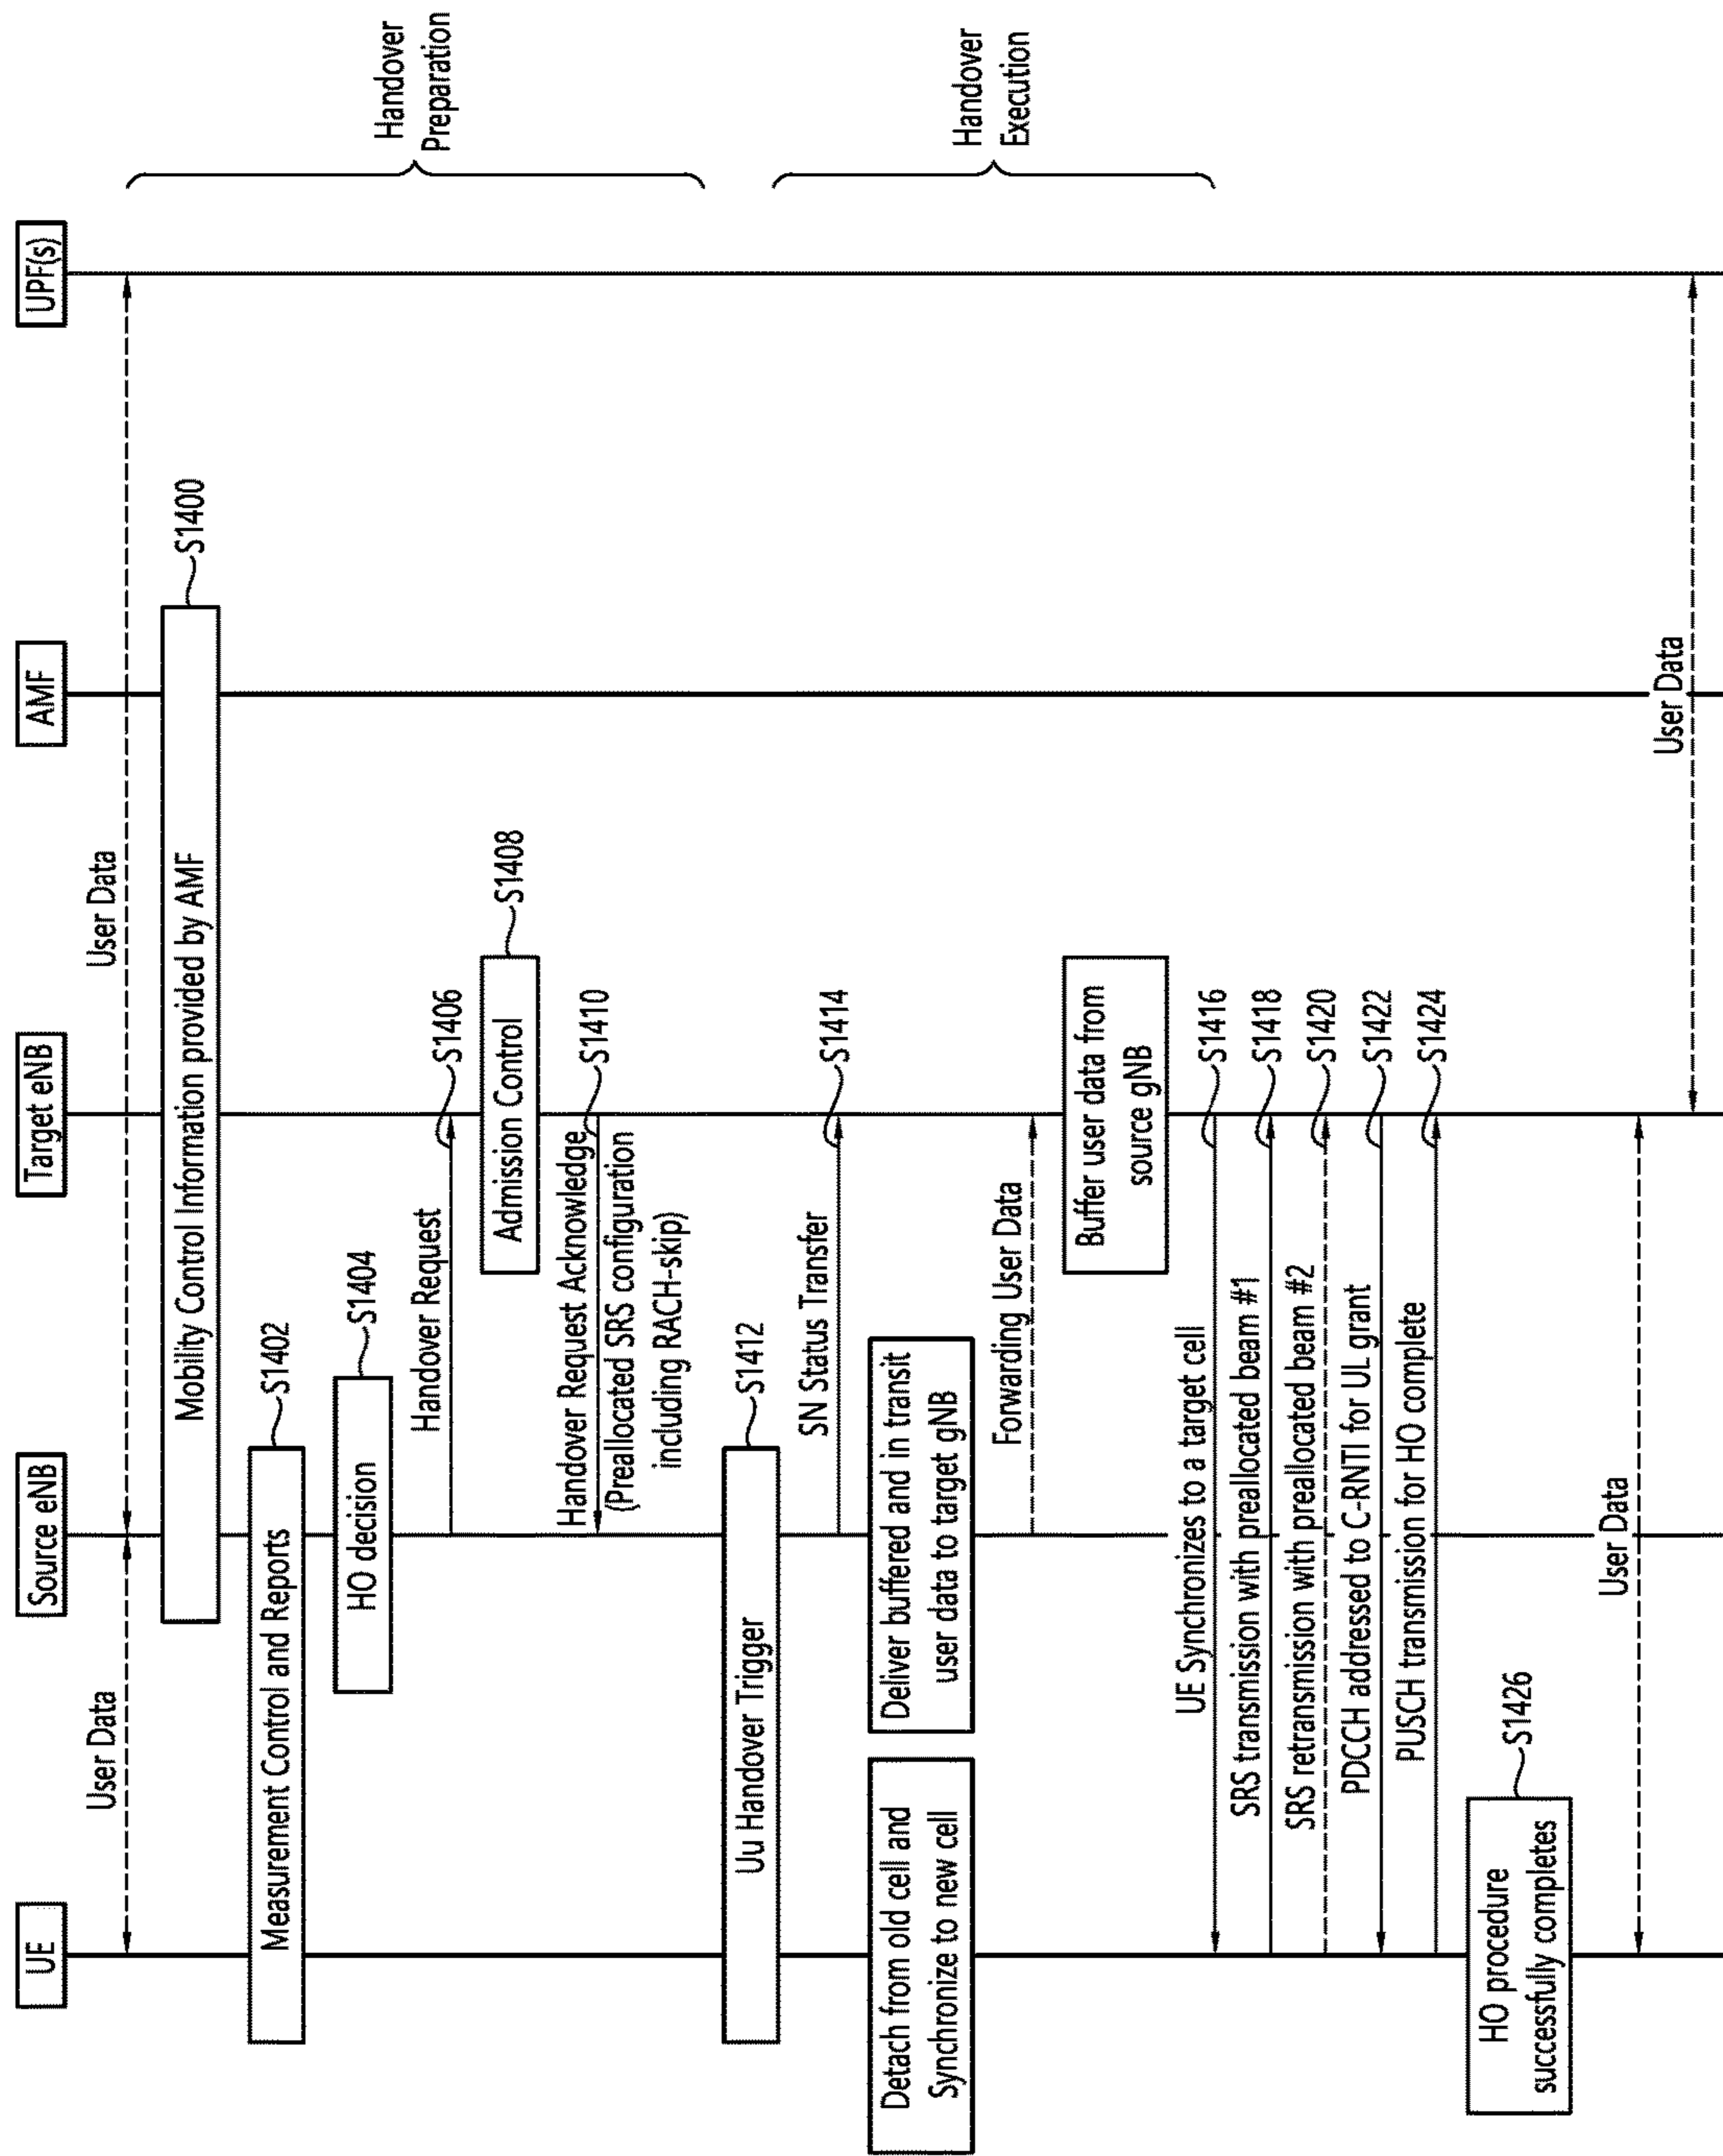 UE
Source eNB
Target eNB
AMF
UPF(s)
User Data
User Data
Mobility Control Information provided by AMF
S1400
Measurement Control and Reports
S1402
HO decision
S1404
Handover Request
S1406
Admission Control
S1408
Handover Request Acknowledge
(Preallocated SRS configuration
including RACH-skip)
S1410
Handover
Preparation
Uu Handover Trigger
S1412
SN Status Transfer
S1414
Detach from old cell and
Synchronize to new cell
Deliver buffered and in transit
user data to target gNB
Forwarding User Data
Buffer user data from
source gNB
Handover
Execution
UE Synchronizes to a target cell
S1416
SRS transmission with preallocated beam #1
S1418
SRS retransmission with preallocated beam #2
S1420
PDCCH addressed to C-RNTI for UL grant
S1422
PUSCH transmission for HO complete
S1424
HO procedure
successfully completes
S1426
User Data
User Data